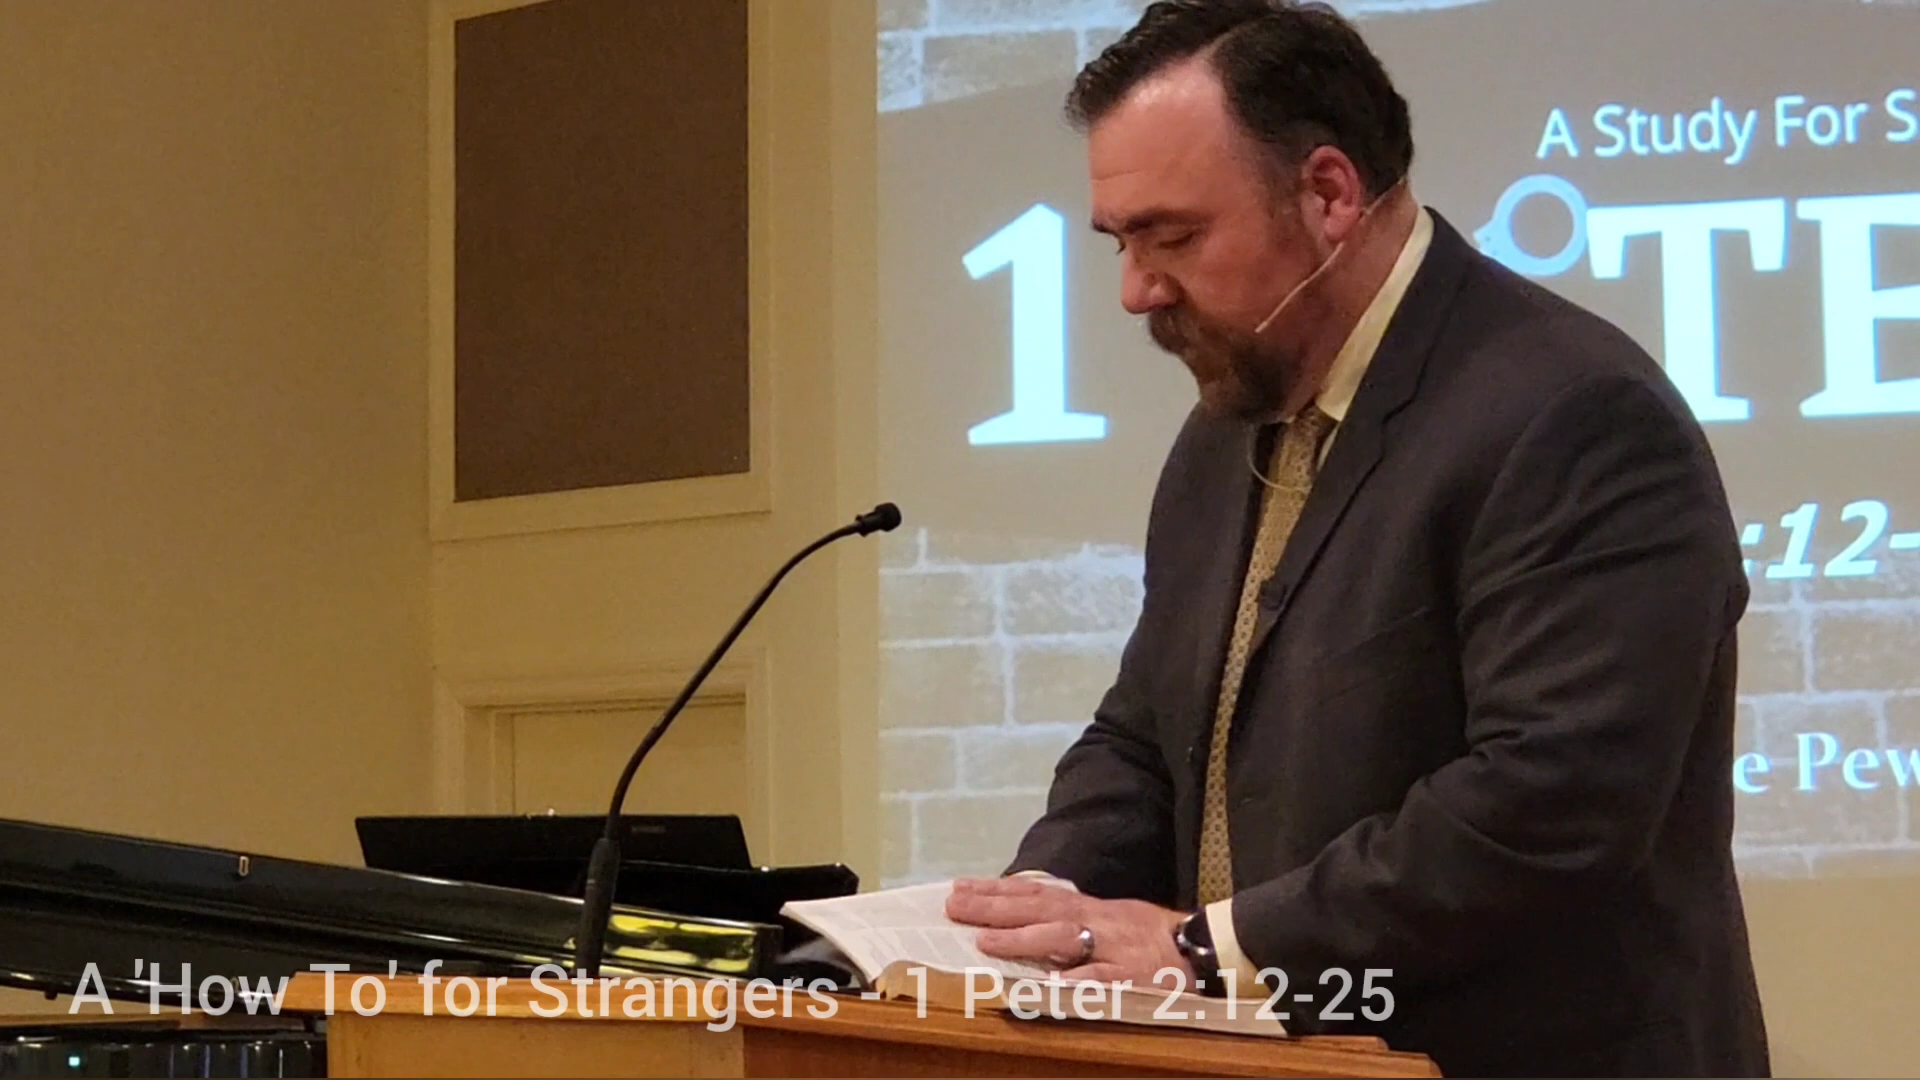 A Study For S
1 TE
:12-
e Pew
A 'How To' for Strangers - 1 Peter 2:12-25